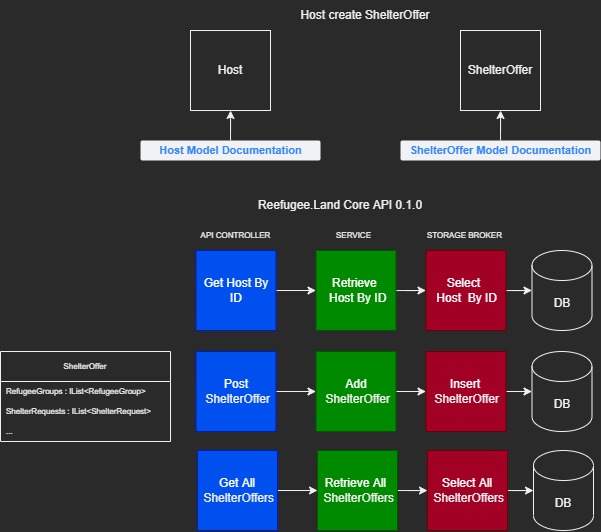 Host create ShelterOffer
Host
ShelterOffer
Host Model Documentation
ShelterOffer Model Documentation
Reefugee.Land Core API 0.1.0
API CONTROLLER
SERVICE
STORAGE BROKER
Get Host By
ID
Retrieve
Host By ID
Select
Host By ID
DB
ShelterOffer
RefugeeGroups : IList<RefugeeGroup>
ShelterRequests : IList<ShelterRequest>
...
Post
ShelterOffer
Add
ShelterOffer
Insert
ShelterOffer
DB
Get All
ShelterOffers
Retrieve All
ShelterOffers
Select All
ShelterOffers
DB